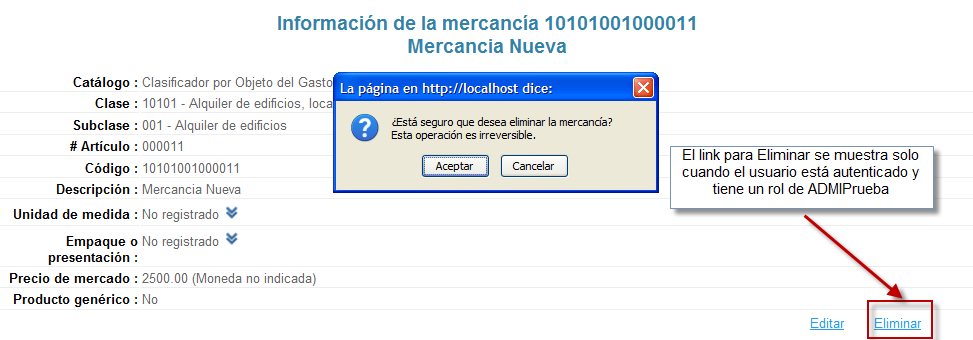 Información de la mercancía 10101001000011
Mercancia Nueva
Catálogo : Clasificador por Objeto del Gasto
Clase : 10101 - Alquiler de edificios, loca
Subclase : 001 - Alquiler de edificios
# Artículo : 000011
Código : 10101001000011
Descripción : Mercancia Nueva
Unidad de medida : No registrado
Empaque o presentación : No registrado
Precio de mercado : 2500.00 (Moneda no indicada)
Producto genérico : No
La página en http://localhost dice:
¿Está seguro que desea eliminar la mercancía?
Esta operación es irreversible.
Aceptar Cancelar
El link para Eliminar se muestra solo
cuando el usuario está autenticado y
tiene un rol de ADMIPrueba
Editar Eliminar